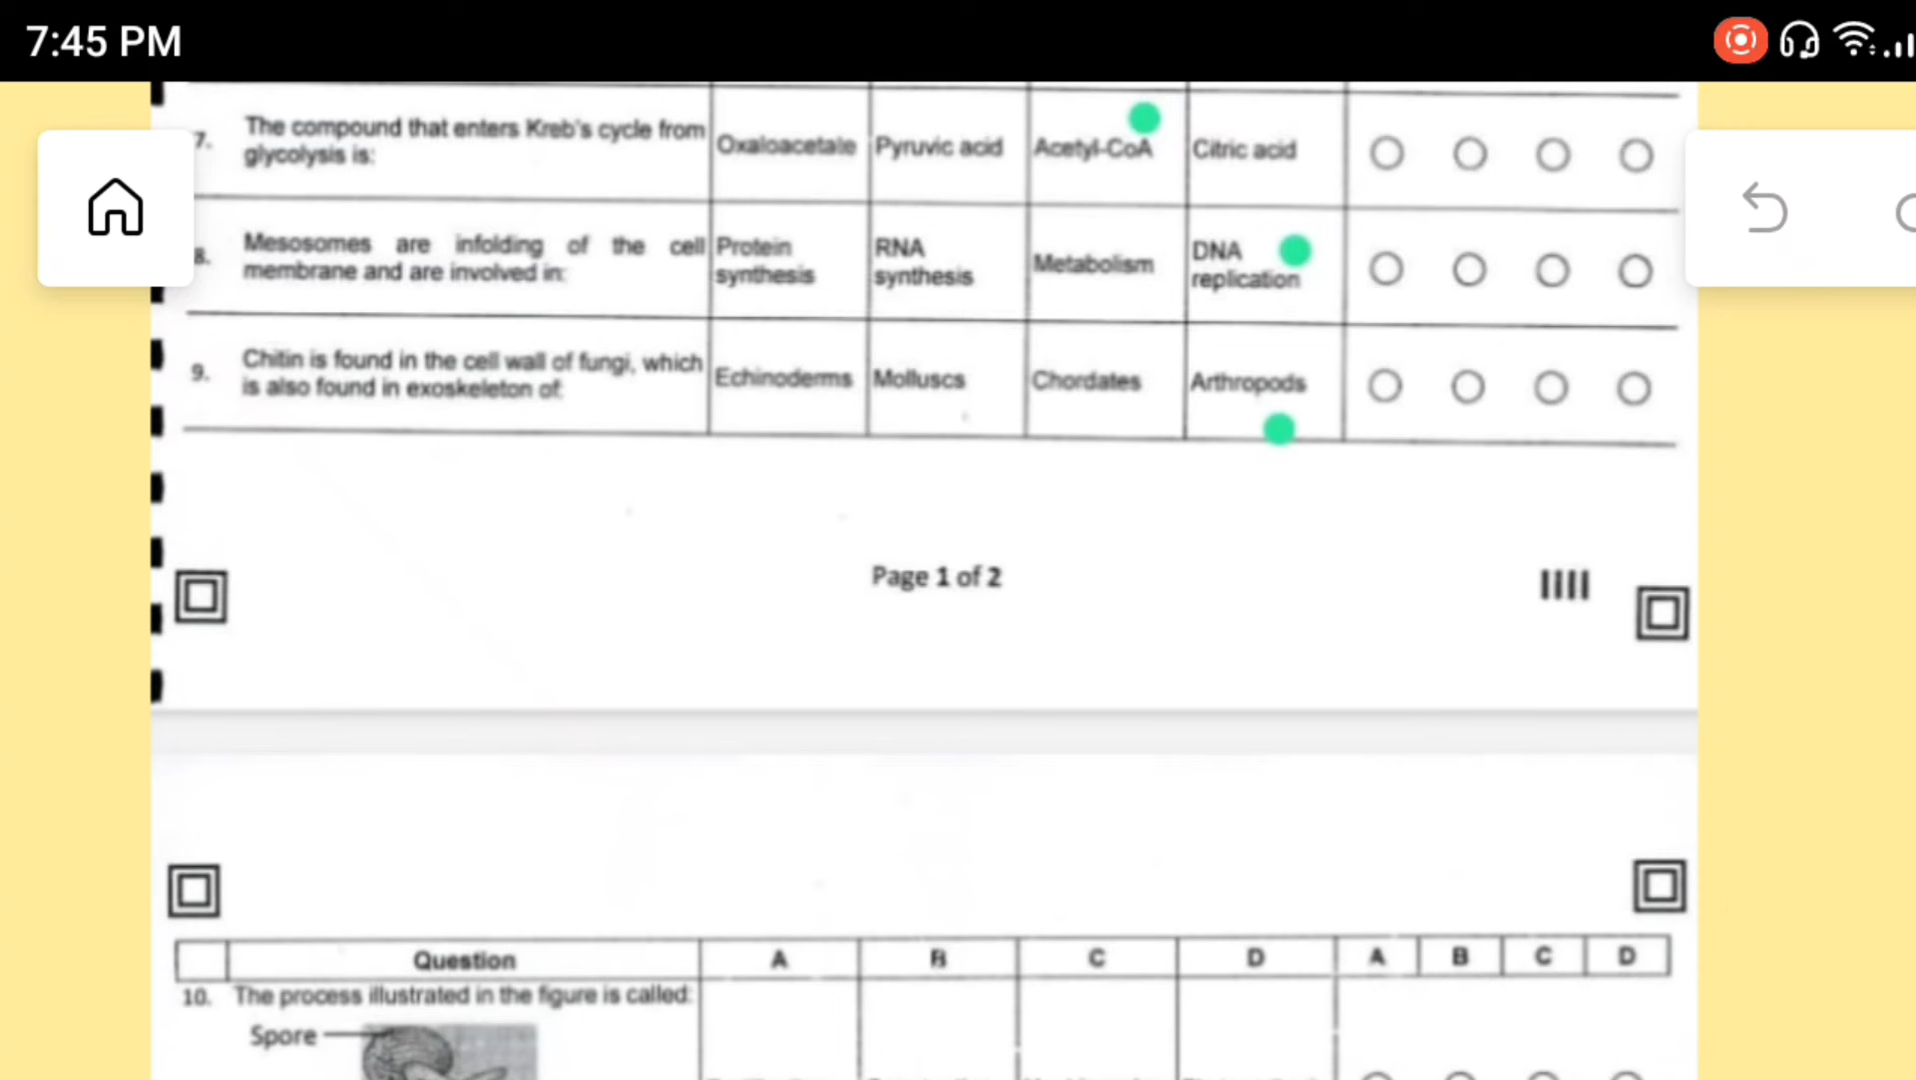 7:45 PM
7. The compound that enters Kreb's cycle from glycolysis is: Oxaloacetate Pyruvic acid Acetyl-CoA Citric acid
8. Mesosomes are infolding of the cell membrane and are involved in: Protein synthesis RNA synthesis Metabolism DNA replication
9. Chitin is found in the cell wall of fungi, which is also found in exoskeleton of: Echinoderms Molluscs Chordates Arthropods
Page 1 of 2
Question A B C D A B C D
10. The process illustrated in the figure is called:
Spore